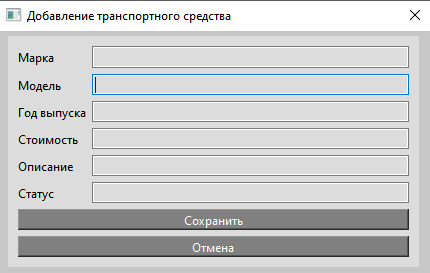 Добавление транспортного средства
Марка
Модель
Год выпуска
Стоимость
Описание
Статус
Сохранить
Отмена